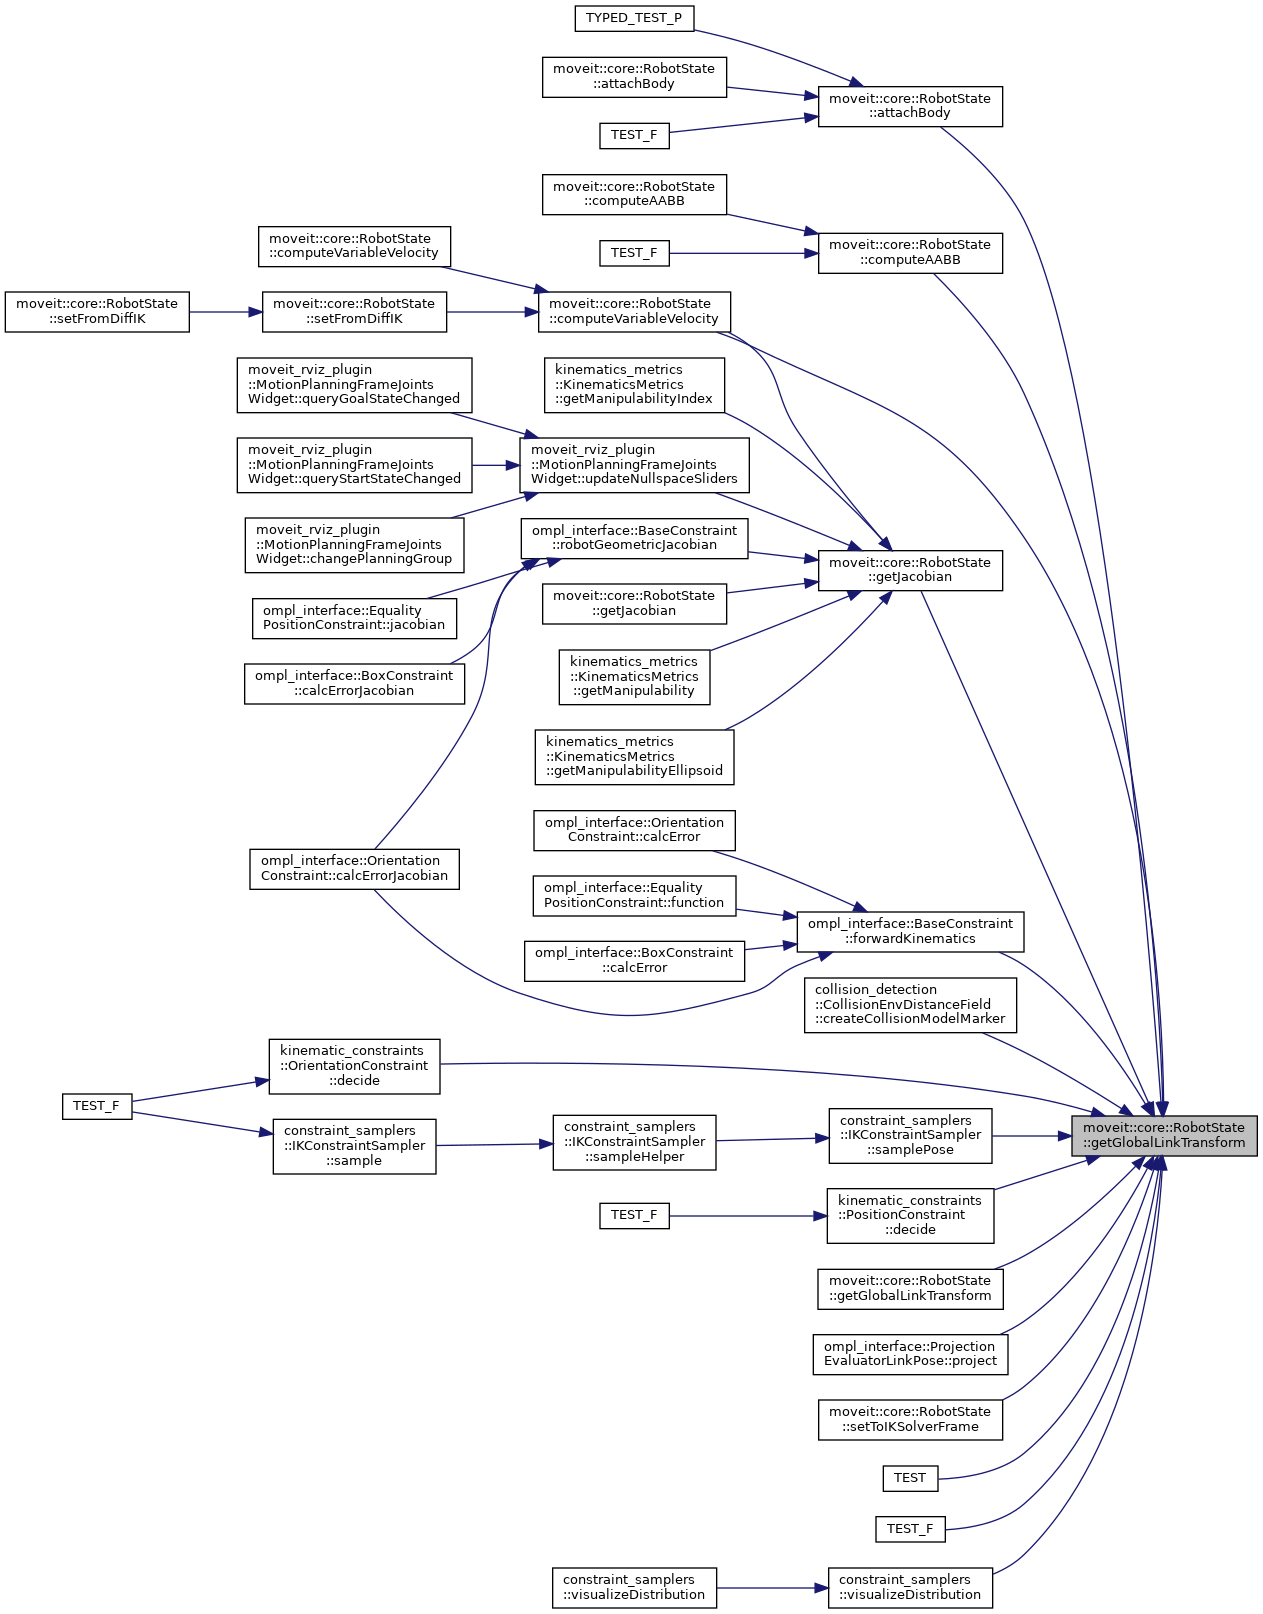 TYPED_TEST_P
moveit::core::RobotState
::attachBody
moveit::core::RobotState
::attachBody
TEST_F
moveit::core::RobotState
::computeAABB
moveit::core::RobotState
::computeVariableVelocity
TEST_F
moveit::core::RobotState
::computeAABB
moveit::core::RobotState
::setFromDiffIK
moveit::core::RobotState
::setFromDiffIK
moveit::core::RobotState
::computeVariableVelocity
moveit_rviz_plugin
::MotionPlanningFrameJoints
Widget::queryGoalStateChanged
kinematics_metrics
::KinematicsMetrics
::getManipulabilityIndex
moveit_rviz_plugin
::MotionPlanningFrameJoints
Widget::queryStartStateChanged
moveit_rviz_plugin
::MotionPlanningFrameJoints
Widget::updateNullspaceSliders
moveit_rviz_plugin
::MotionPlanningFrameJoints
Widget::changePlanningGroup
ompl_interface::BaseConstraint
::robotGeometricJacobian
moveit::core::RobotState
::getJacobian
ompl_interface::Equality
PositionConstraint::jacobian
moveit::core::RobotState
::getJacobian
ompl_interface::BoxConstraint
::calcErrorJacobian
kinematics_metrics
::KinematicsMetrics
::getManipulability
kinematics_metrics
::KinematicsMetrics
::getManipulabilityEllipsoid
ompl_interface::Orientation
Constraint::calcError
ompl_interface::Orientation
Constraint::calcErrorJacobian
ompl_interface::Equality
PositionConstraint::function
ompl_interface::BaseConstraint
::forwardKinematics
ompl_interface::BoxConstraint
::calcError
collision_detection
::CollisionEnvDistanceField
::createCollisionModelMarker
kinematic_constraints
::OrientationConstraint
::decide
TEST_F
constraint_samplers
::IKConstraintSampler
::sample
constraint_samplers
::IKConstraintSampler
::sampleHelper
constraint_samplers
::IKConstraintSampler
::samplePose
moveit::core::RobotState
::getGlobalLinkTransform
TEST_F
kinematic_constraints
::PositionConstraint
::decide
moveit::core::RobotState
::getGlobalLinkTransform
ompl_interface::Projection
EvaluatorLinkPose::project
moveit::core::RobotState
::setToIKSolverFrame
TEST
TEST_F
constraint_samplers
::visualizeDistribution
constraint_samplers
::visualizeDistribution